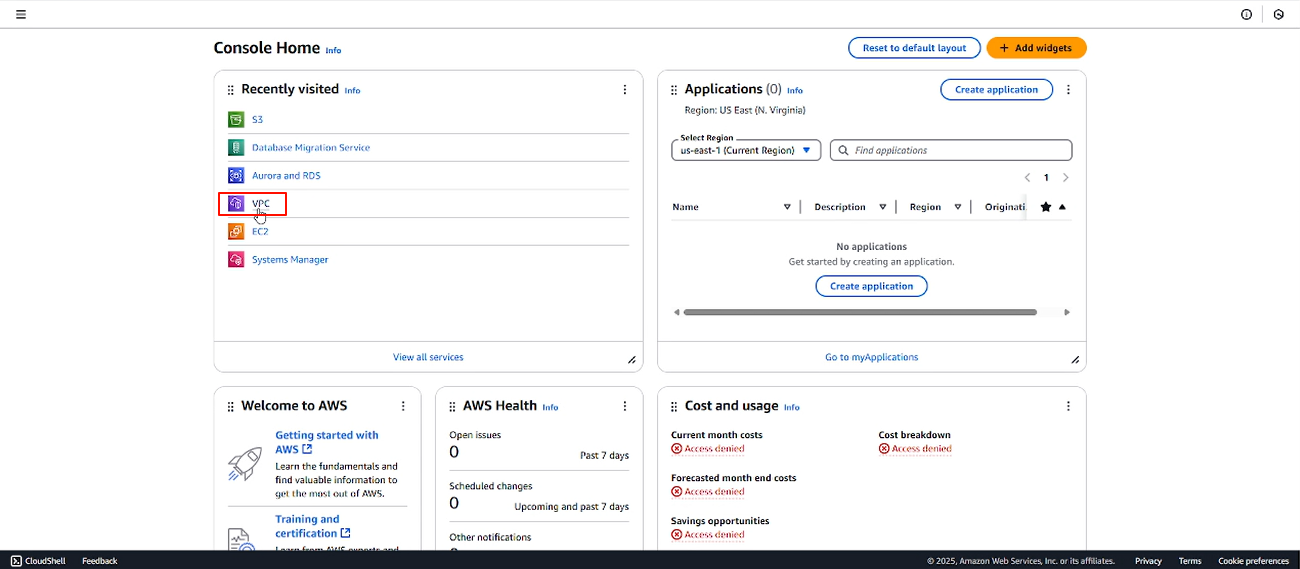 Console Home Info
Reset to default layout
+ Add widgets
Recently visited Info
S3
Database Migration Service
Aurora and RDS
VPC
EC2
Systems Manager
View all services
Applications (0) Info
Create application
Region: US East (N. Virginia)
Select Region
us-east-1 (Current Region)
Find applications
1
Name
Description
Region
Originati
No applications
Get started by creating an application.
Create application
Go to myApplications
Welcome to AWS
Getting started with
AWS
Learn the fundamentals and
find valuable information to
get the most out of AWS.
Training and
certification
Learn from AWS experts and
AWS Health Info
Open issues
0
Past 7 days
Scheduled changes
0
Upcoming and past 7 days
Other notifications
Cost and usage Info
Current month costs
Access denied
Cost breakdown
Access denied
Forecasted month end costs
Access denied
Savings opportunities
Access denied
CloudShell
Feedback
© 2025, Amazon Web Services, Inc. or its affiliates.
Privacy
Terms
Cookie preferences